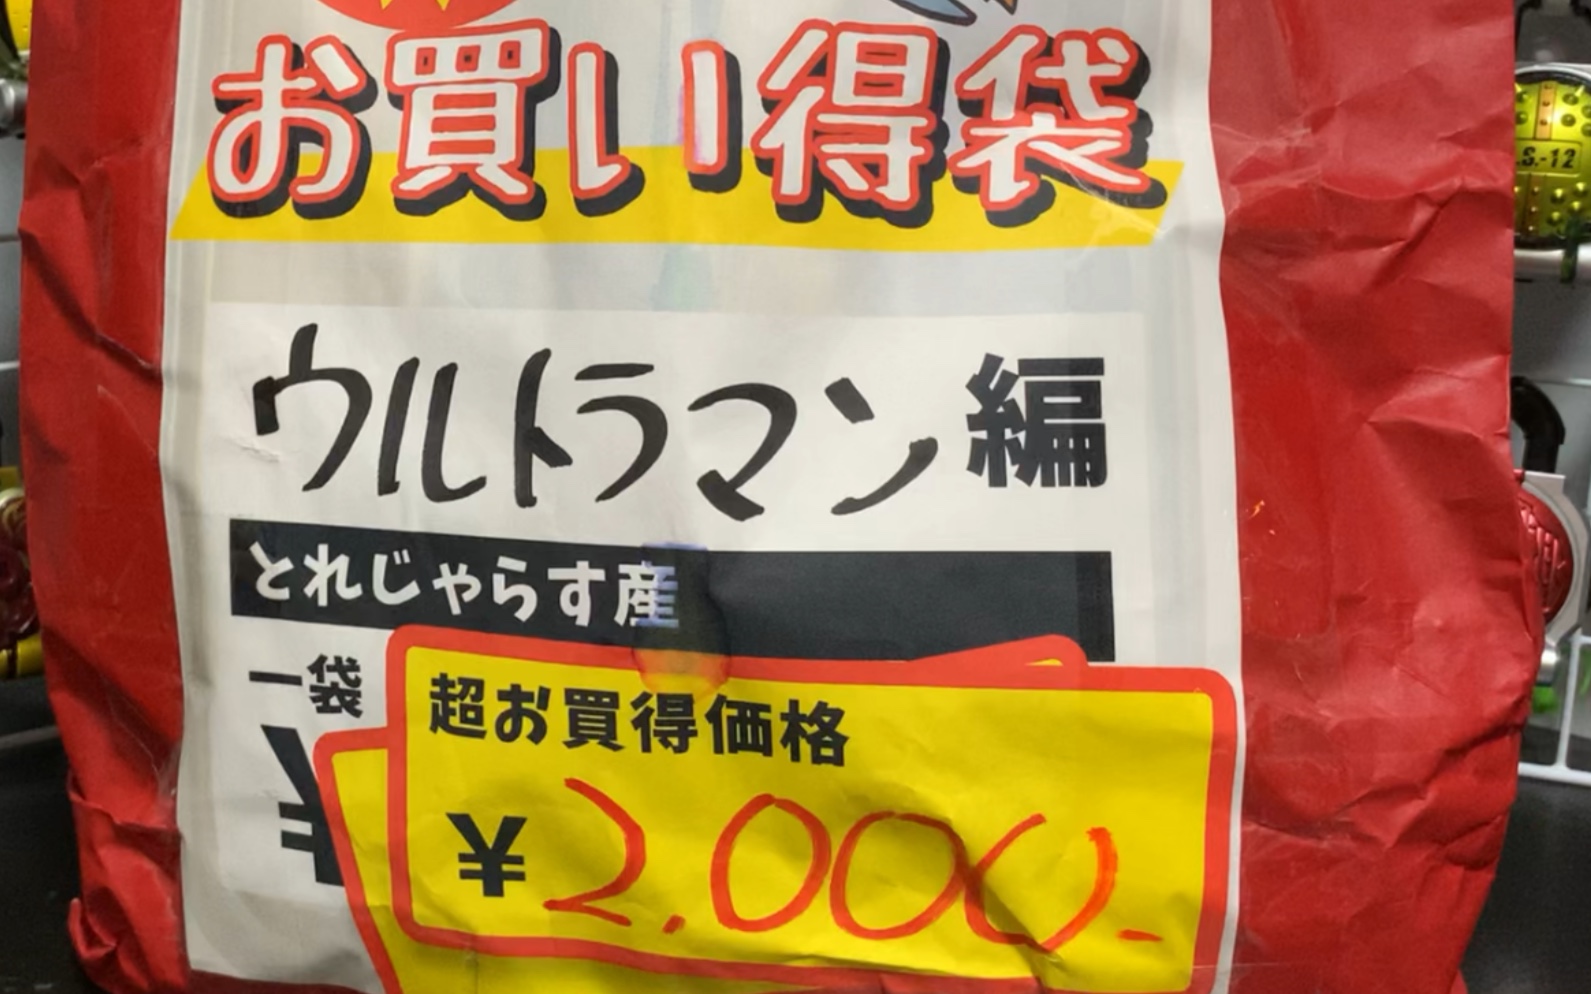 お買い得袋
ウルトラマン編
とれじゃらす産
一袋
¥
超お買得価格
¥2,000-
S.-12